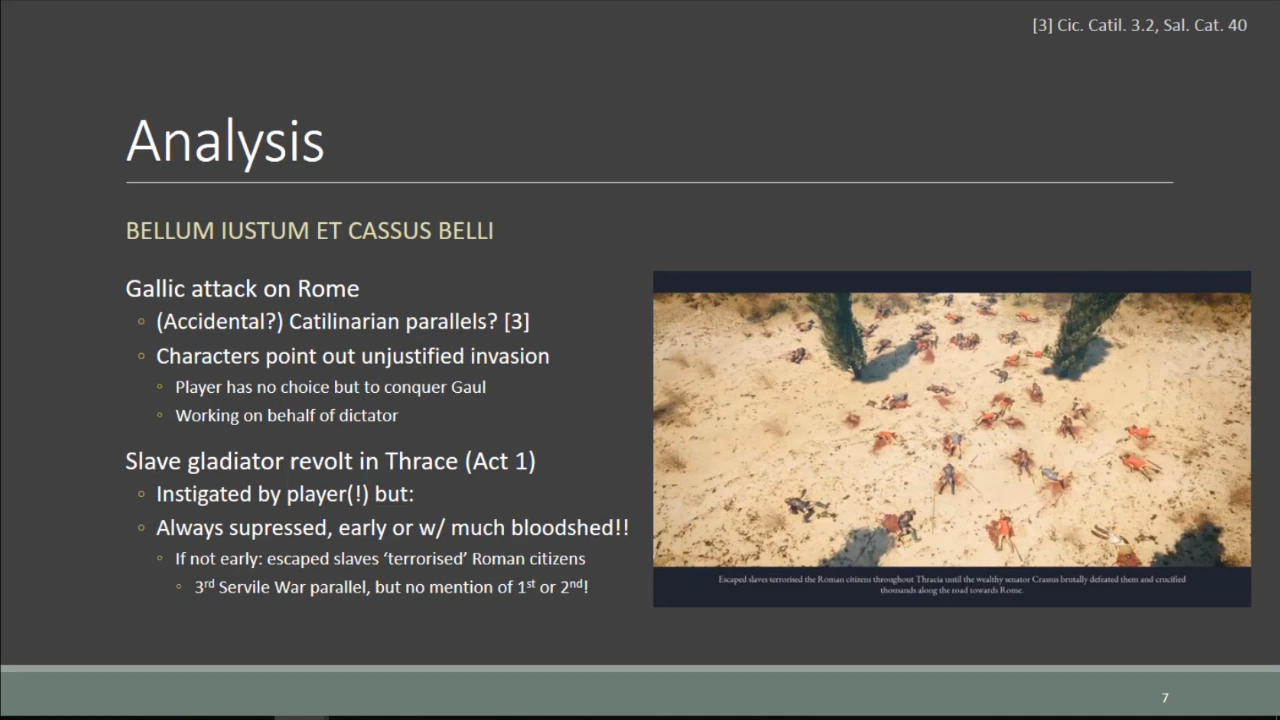 [3] Cic. Catil. 3.2, Sal. Cat. 40
Analysis
BELLUM IUSTUM ET CASSUS BELLI
Gallic attack on Rome
(Accidental?) Catilinarian parallels? [3]
Characters point out unjustified invasion
Player has no choice but to conquer Gaul
Working on behalf of dictator
Slave gladiator revolt in Thrace (Act 1)
Instigated by player(!) but:
Always supressed, early or w/ much bloodshed!!
If not early: escaped slaves ‘terrorised’ Roman citizens
3rd Servile War parallel, but no mention of 1st or 2nd!
Escaped slaves terrorised the Roman citizens throughout Thracia until the wealthy senator Crassus brutally defeated them and crucified
thousands along the road towards Rome.
7